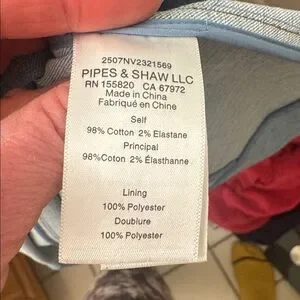 2507NV2321569
PIPES & SHAW LLC
RN 155820 CA 67972
Made in China
Fabriqué en Chine
Self
98% Cotton 2% Elastane
Principal
98%Coton 2% Élasthanne
Lining
100% Polyester
Doublure
100% Polyester